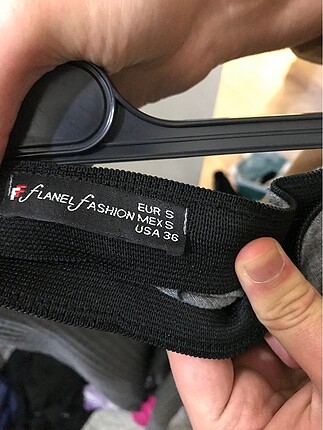 FF fLANEL fASHION
EUR S
MEX S
USA 36